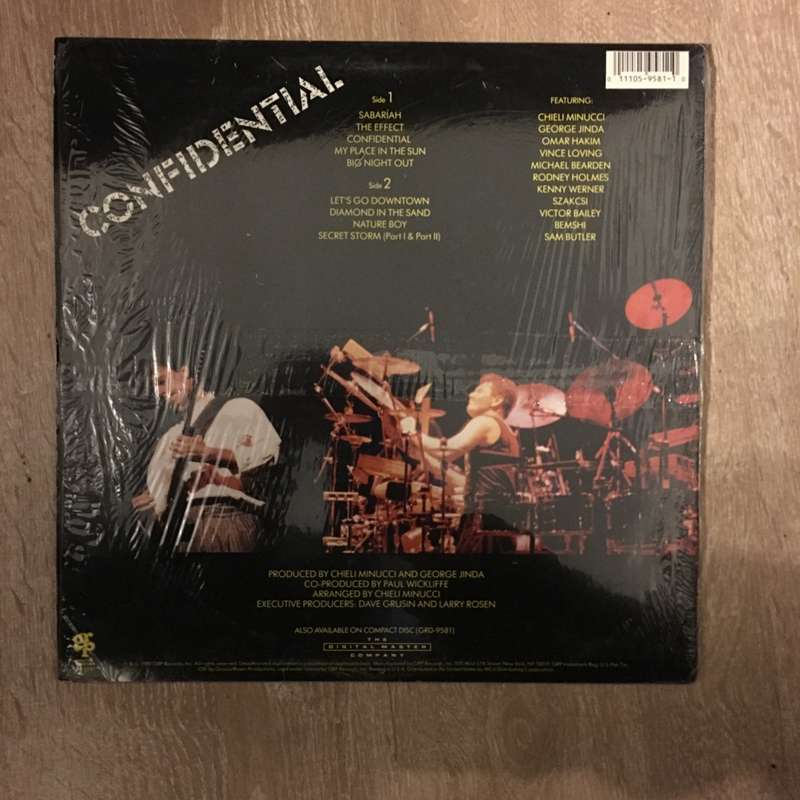 CONFIDENTIAL
0 11105-9581-1 0
Side 1
SABARIAH
THE EFFECT
CONFIDENTIAL
MY PLACE IN THE SUN
BIG NIGHT OUT
Side 2
LET'S GO DOWNTOWN
DIAMOND IN THE SAND
NATURE BOY
SECRET STORM (Part I & Part II)
FEATURING:
CHIELI MINUCCI
GEORGE JINDA
OMAR HAKIM
VINCE LOVING
MICHAEL BEARDEN
RODNEY HOLMES
KENNY WERNER
SZAKCSI
VICTOR BAILEY
BEMSHI
SAM BUTLER
PRODUCED BY CHIELI MINUCCI AND GEORGE JINDA
CO-PRODUCED BY PAUL WICKLIFFE
ARRANGED BY CHIELI MINUCCI
EXECUTIVE PRODUCERS: DAVE GRUSIN AND LARRY ROSEN
ALSO AVAILABLE ON COMPACT DISC (GRD-9581)
THE
DIGITAL MASTER
COMPANY